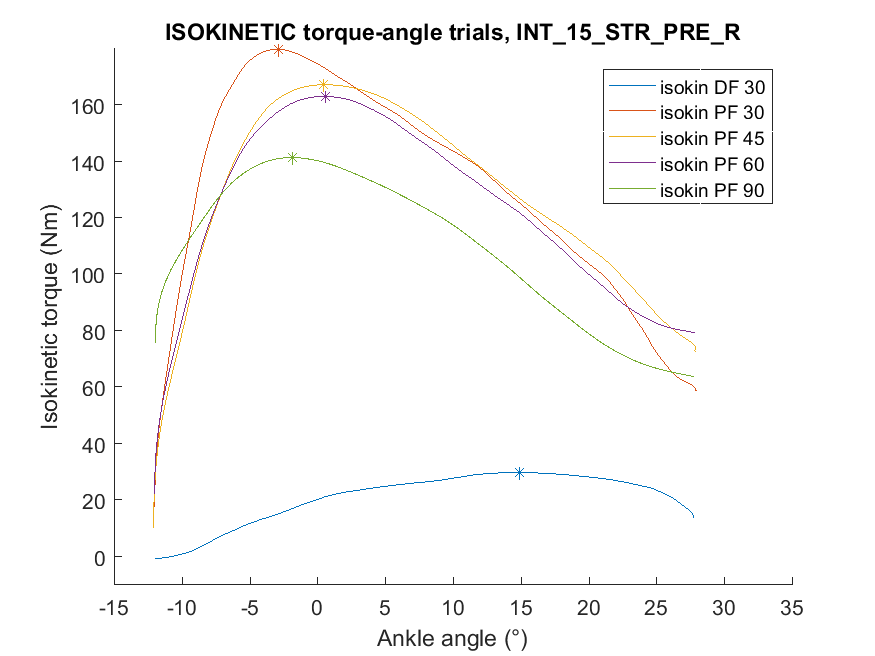 ISOKINETIC torque-angle trials, INT_15_STR_PRE_R
isokin DF 30
isokin PF 30
isokin PF 45
isokin PF 60
isokin PF 90
Isokinetic torque (Nm)
160
140
120
100
80
60
40
20
0
-15 -10 -5 0 5 10 15 20 25 30 35
Ankle angle (°)